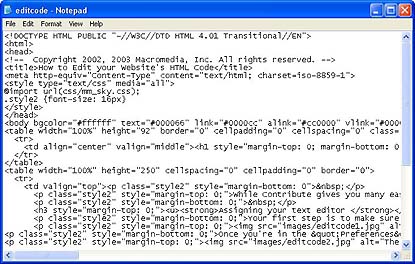 editcode - Notepad
File Edit Format View Help
<!DOCTYPE HTML PUBLIC "-//W3C//DTD HTML 4.01 Transitional//EN">
<html>
<head>
<!-- Copyright 2002, 2003 Macromedia, Inc. All rights reserved. -->
<title>How to Edit your Website's HTML Code</title>
<meta http-equiv="Content-Type" content="text/html; charset=iso-8859-1">
<style type="text/css" media="all">
@import url(css/mm_sky.css);
.style2 {font-size: 16px}
</style>
</head>
<body bgcolor="#ffffff" text="#000066" link="#0000cc" alink="#cc0000" vlink="#000
<table width="100%" height="92" border="0" cellpadding="0" cellspacing="0" class=
<tr>
<td align="center" valign="middle"><h1 style="margin-top: 0; margin-bottom: 0
</tr>
</table>
<table width="100%" height="250" cellspacing="0" cellpadding="0" border="0">
<tr>
<td valign="top"><p class="style2" style="margin-bottom: 0">&nbsp;</p>
<p class="style2" style="margin-top: 0;">While Contribute gives you many eas
<p class="style2" style="margin-top: 0;">&nbsp;</p>
<h3 style="margin-top: 0;"><u><strong>Assigning your text editor </strong><
<p class="style2" style="margin-top: 0;">Your first step is to make sure
<p class="style2" style="margin-top: 0;"><img src="images/editcode1.jpg" alt
<p class="style2" style="margin-top: 0;">Once you're in the &quot;Preferences&
<p class="style2" style="margin-top: 0;"><img src="images/editcode2.jpg" alt="The